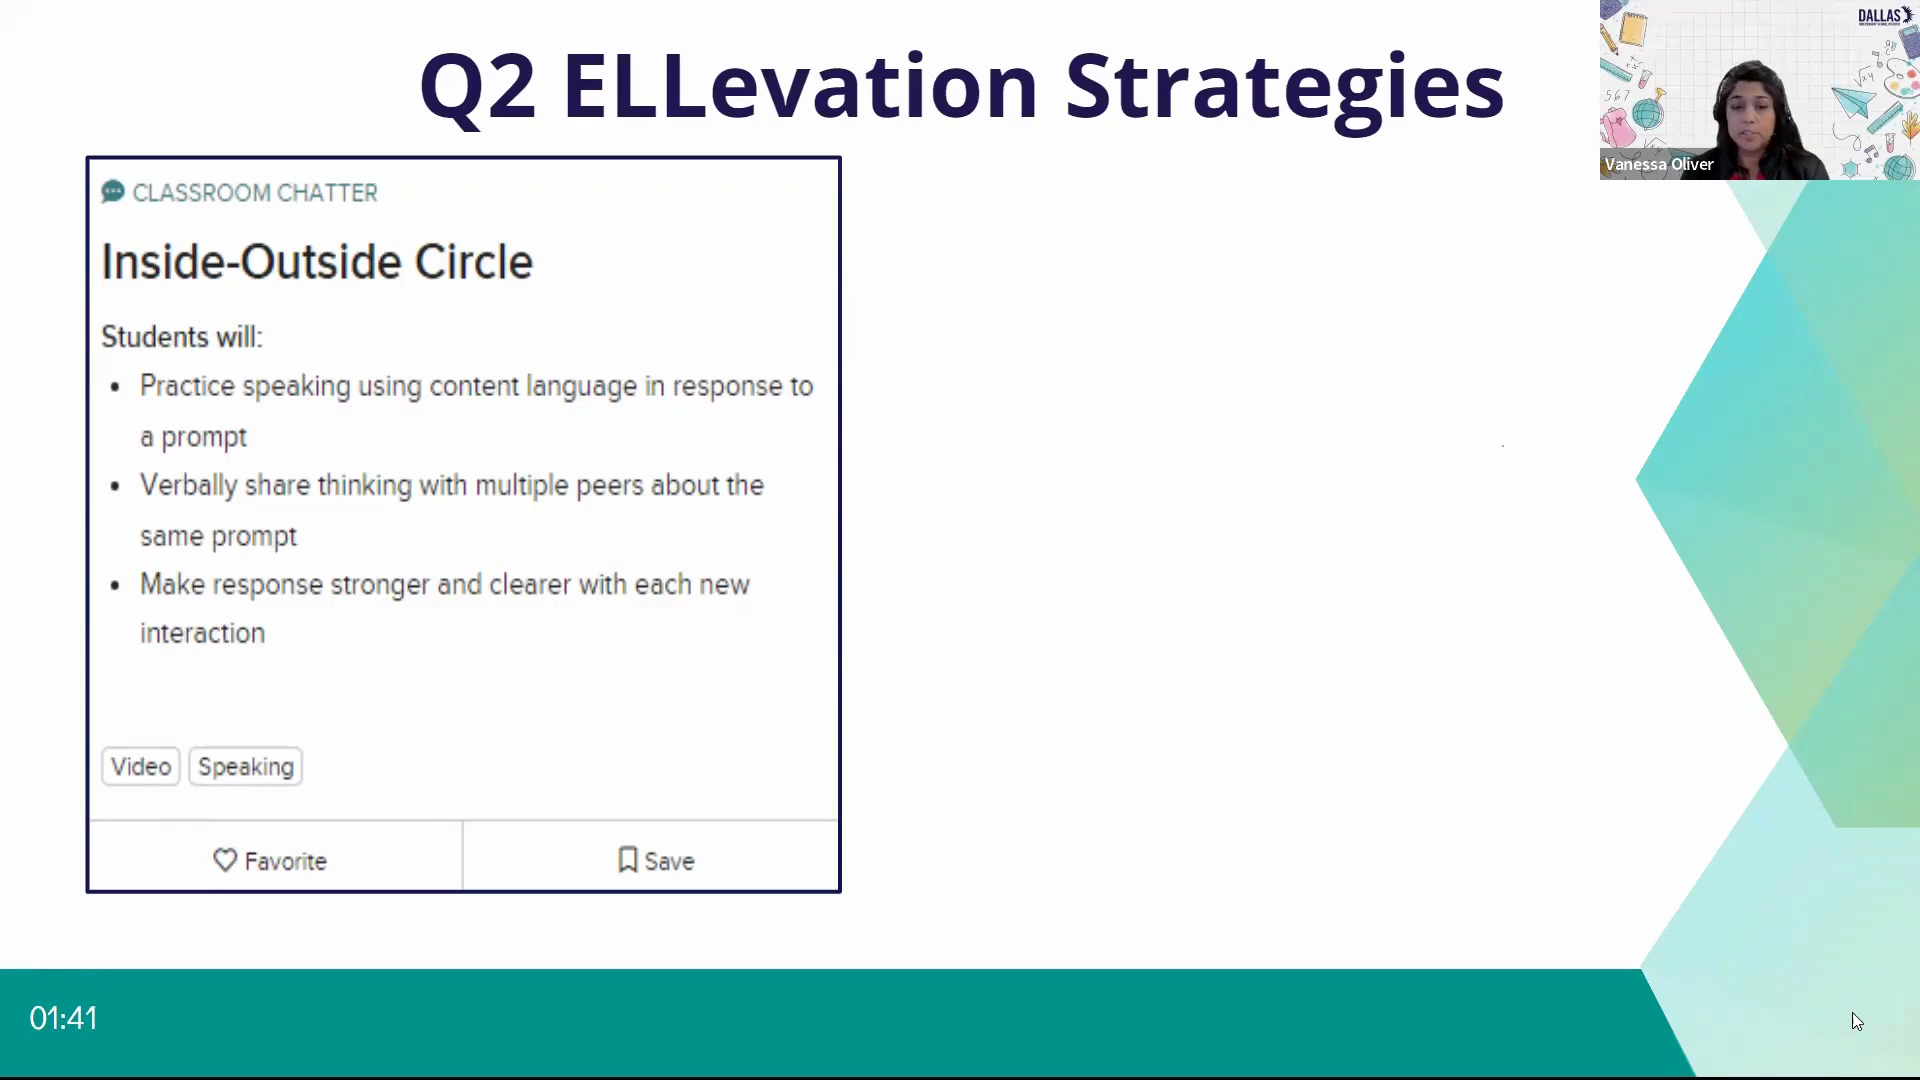 Q2 ELLevation Strategies
DALLAS
Vanessa Oliver
CLASSROOM CHATTER
Inside-Outside Circle
Students will:
• Practice speaking using content language in response to
a prompt
• Verbally share thinking with multiple peers about the
same prompt
• Make response stronger and clearer with each new
interaction
Video Speaking
Favorite Save
01:41